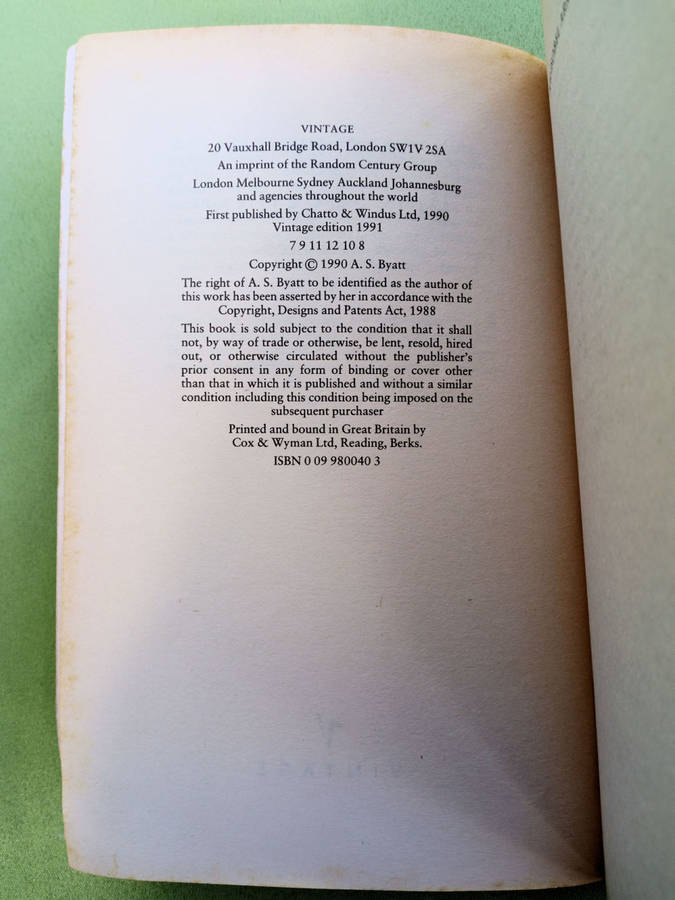 VINTAGE
20 Vauxhall Bridge Road, London SW1V 2SA
An imprint of the Random Century Group
London Melbourne Sydney Auckland Johannesburg
and agencies throughout the world
First published by Chatto & Windus Ltd, 1990
Vintage edition 1991
7 9 11 12 10 8
Copyright © 1990 A. S. Byatt
The right of A. S. Byatt to be identified as the author of
this work has been asserted by her in accordance with the
Copyright, Designs and Patents Act, 1988
This book is sold subject to the condition that it shall
not, by way of trade or otherwise, be lent, resold, hired
out, or otherwise circulated without the publisher's
prior consent in any form of binding or cover other
than that in which it is published and without a similar
condition including this condition being imposed on the
subsequent purchaser
Printed and bound in Great Britain by
Cox & Wyman Ltd, Reading, Berks.
ISBN 0 09 980040 3